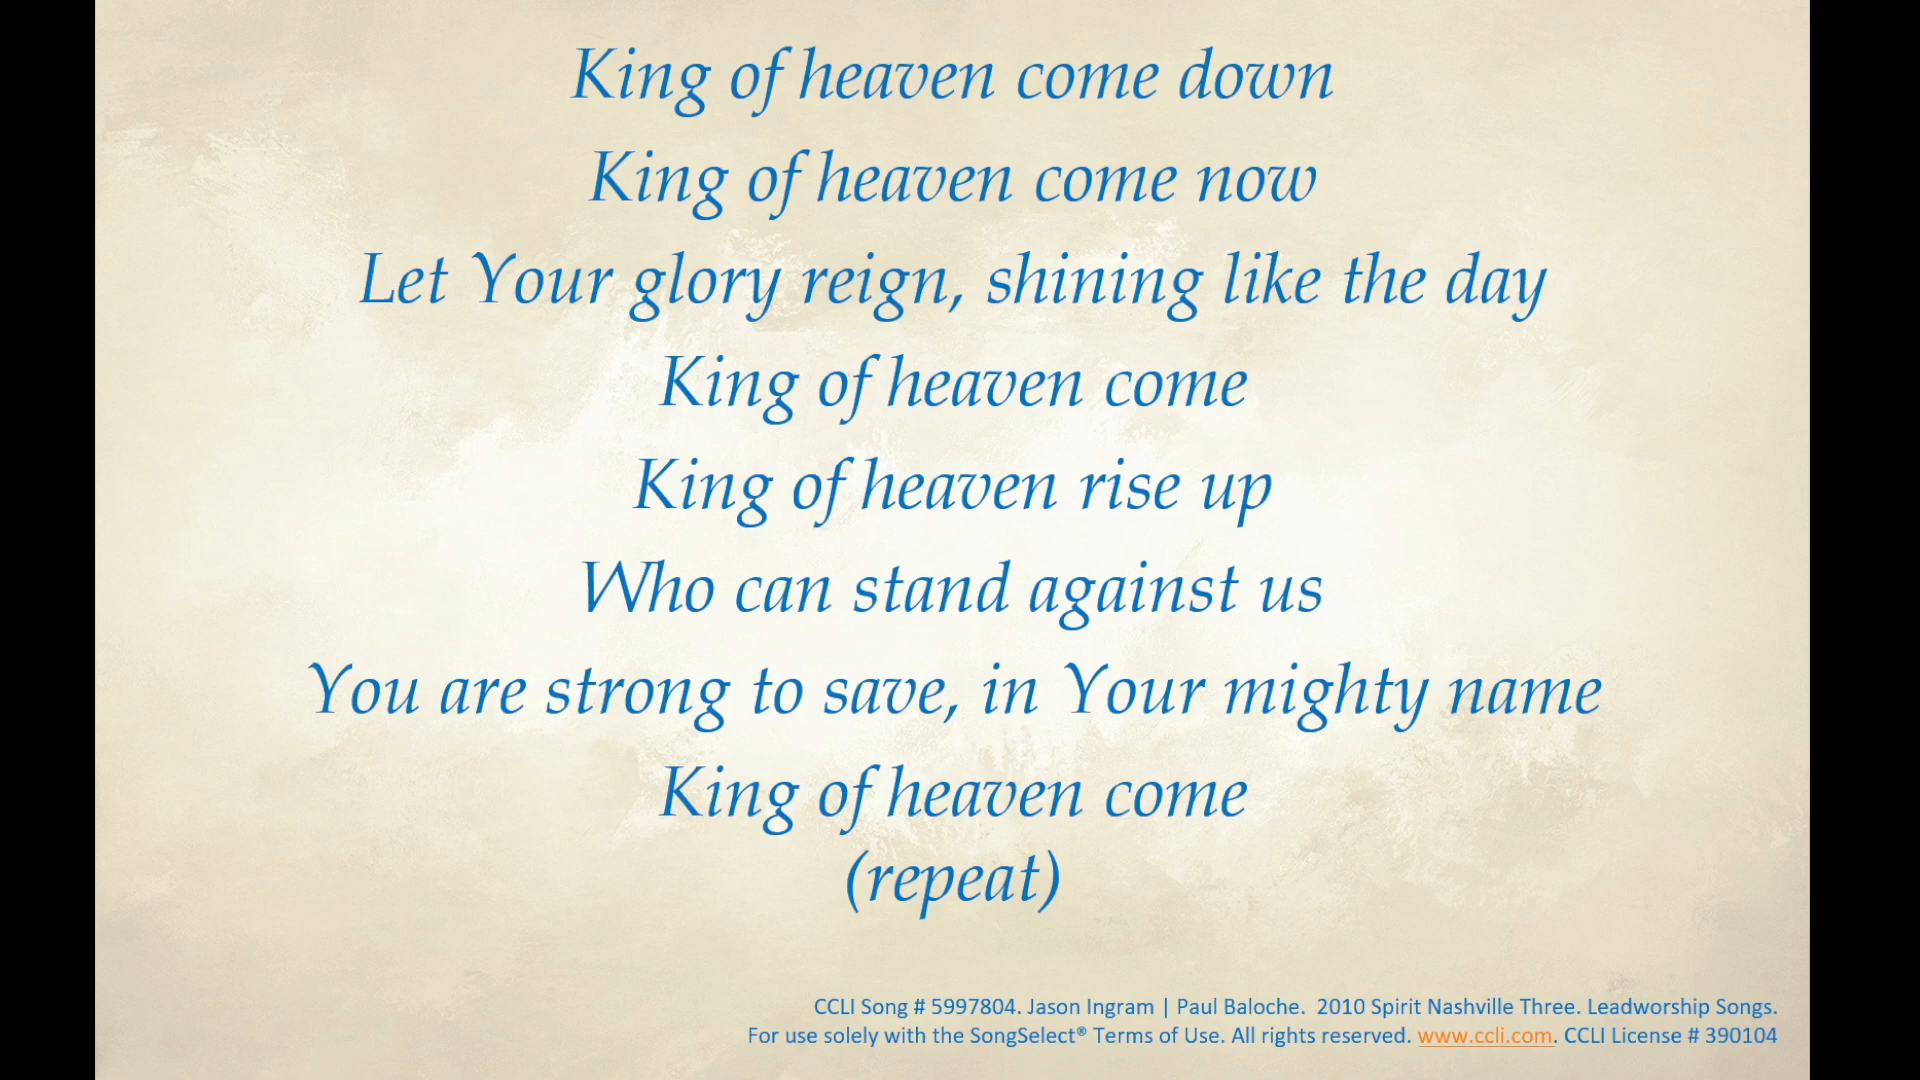 King of heaven come down
King of heaven come now
Let Your glory reign, shining like the day
King of heaven come
King of heaven rise up
Who can stand against us
You are strong to save, in Your mighty name
King of heaven come
(repeat)
CCLI Song # 5997804. Jason Ingram | Paul Baloche.  2010 Spirit Nashville Three. Leadworship Songs.
For use solely with the SongSelect® Terms of Use. All rights reserved. www.ccli.com. CCLI License # 390104